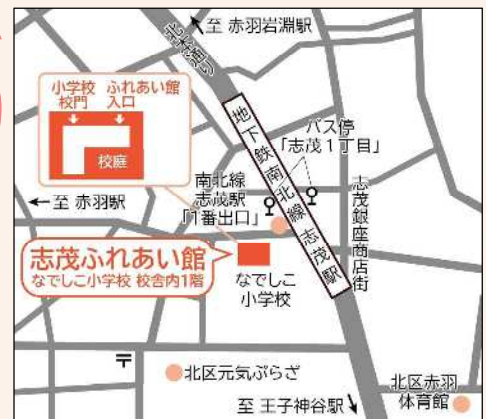 至 赤羽岩淵駅
北本通り
小学校
校門
ふれあい館
入口
校庭
地下鉄南北線 志茂駅
バス停
「志茂1丁目」
南北線
志茂駅
「1番出口」
志茂銀座商店街
至 赤羽駅
志茂ふれあい館
なでしこ小学校 校舎内1階
なでしこ
小学校
〒
北区元気ぷらざ
北区赤羽
体育館
至 王子神谷駅